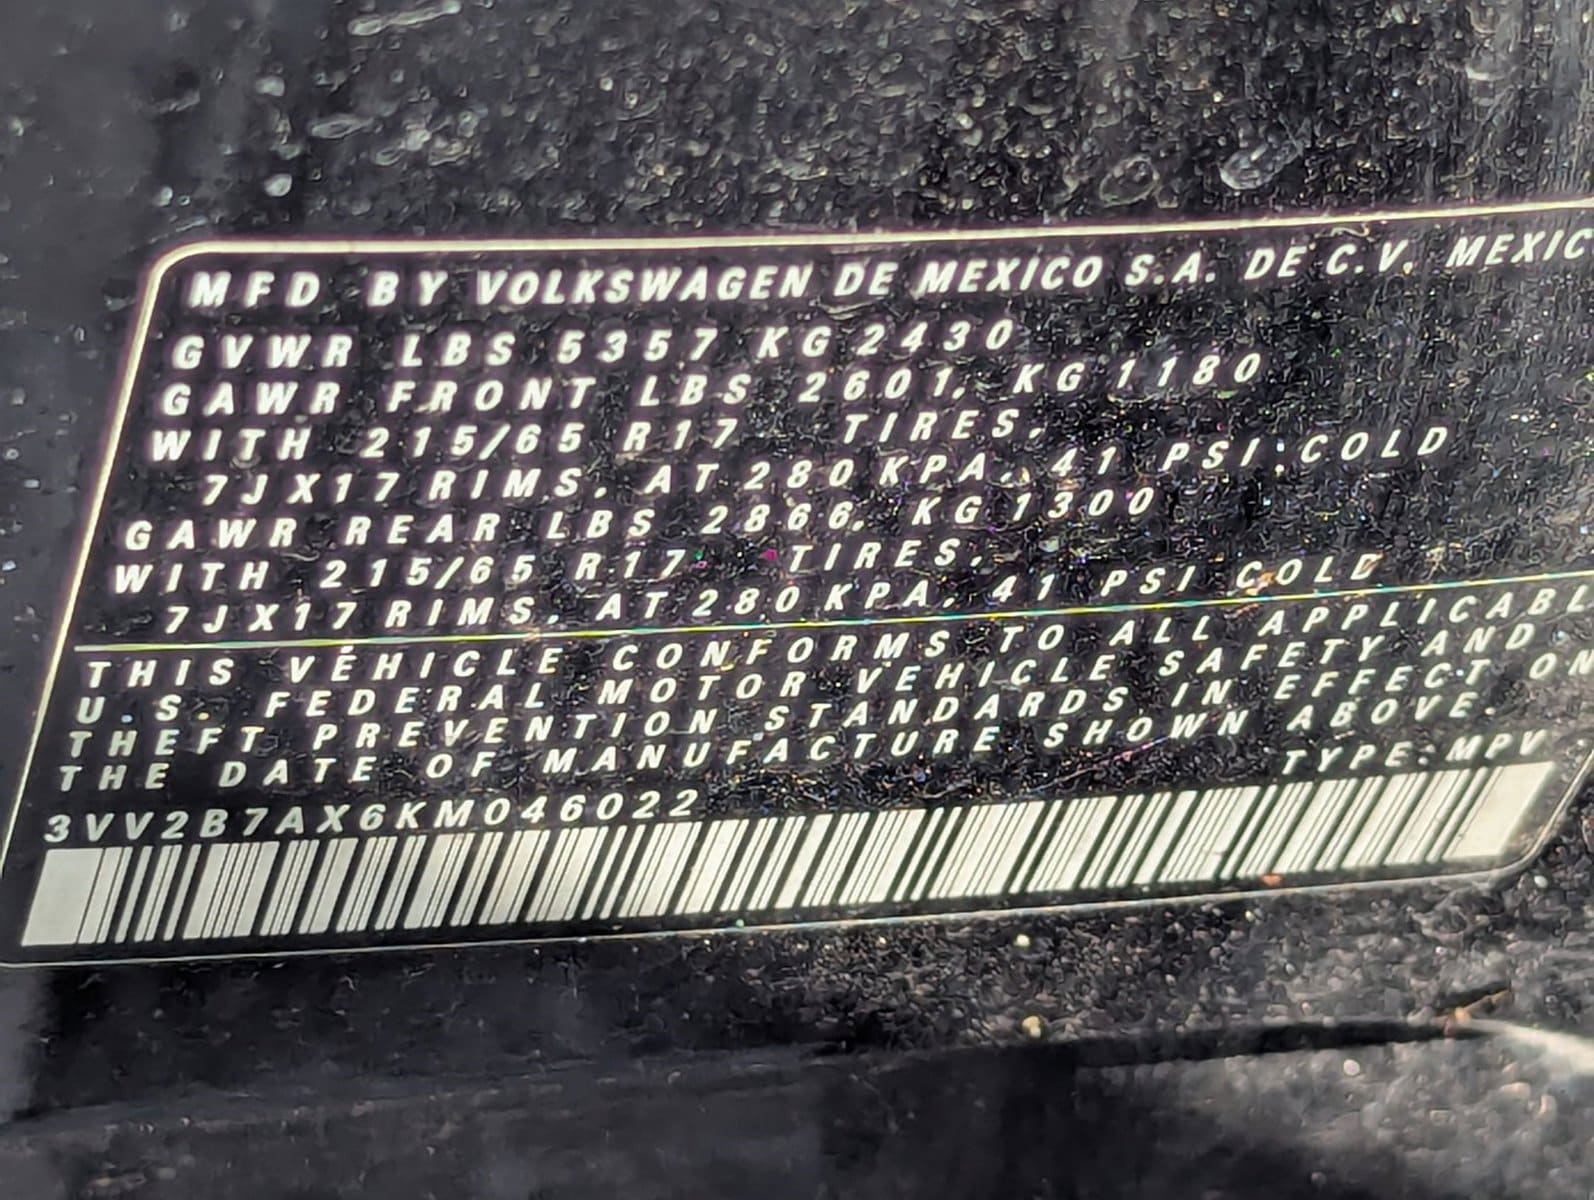 MFD BY VOLKSWAGEN DE MEXICO S.A. DE C.V. MEXIC
GVWR LBS 5357 KG 2430
GAWR FRONT LBS 2601, KG 1180
WITH 215/65 R17 TIRES,
7JX17 RIMS, AT 280 KPA, 41 PSI COLD
GAWR REAR LBS 2866, KG 1300
WITH 215/65 R17 TIRES,
7JX17 RIMS, AT 280 KPA, 41 PSI COLD
THIS VEHICLE CONFORMS TO ALL APPLICABL
U.S. FEDERAL MOTOR VEHICLE SAFETY AND
THEFT PREVENTION STANDARDS IN EFFECT ON
THE DATE OF MANUFACTURE SHOWN ABOVE.
3VV2B7AX6KM046022 TYPE:MPV